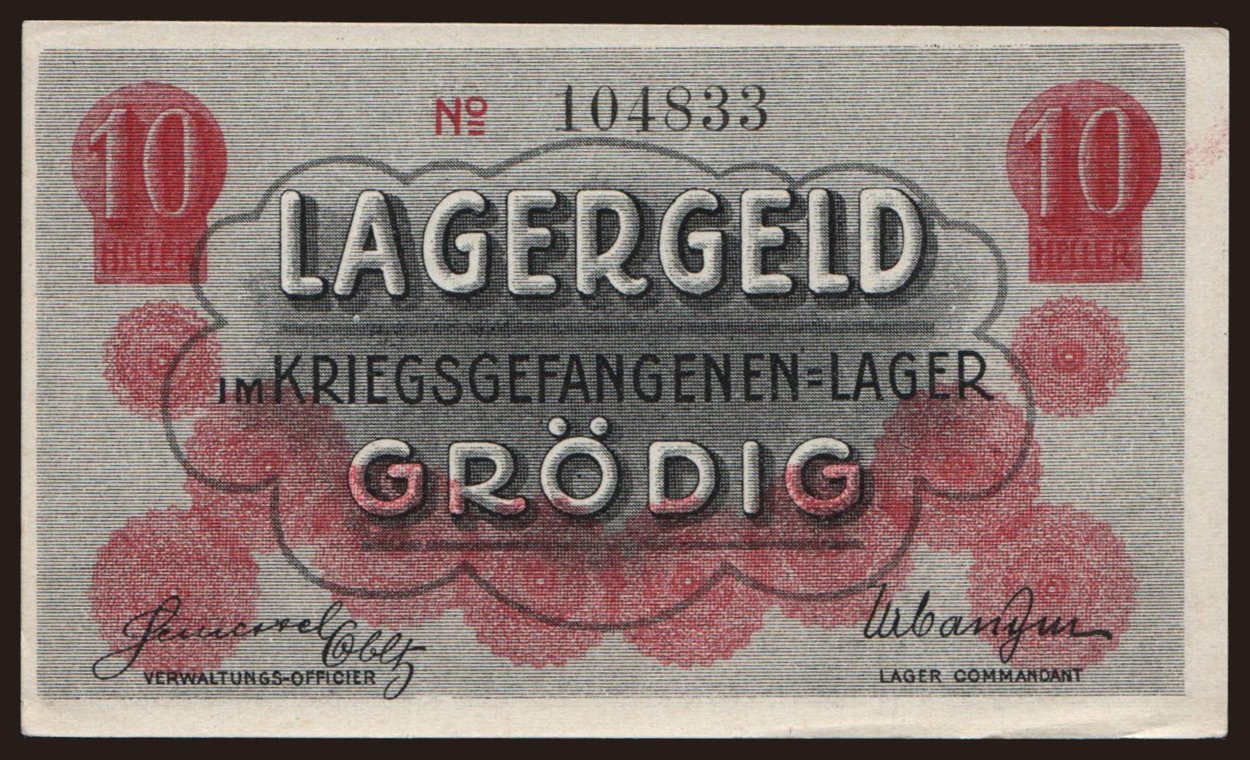 10
HELLER
No 104833
10
HELLER
LAGERGELD
IM KRIEGSGEFANGENEN=LAGER
GRÖDIG
VERWALTUNGS-OFFICIER
LAGER COMMANDANT